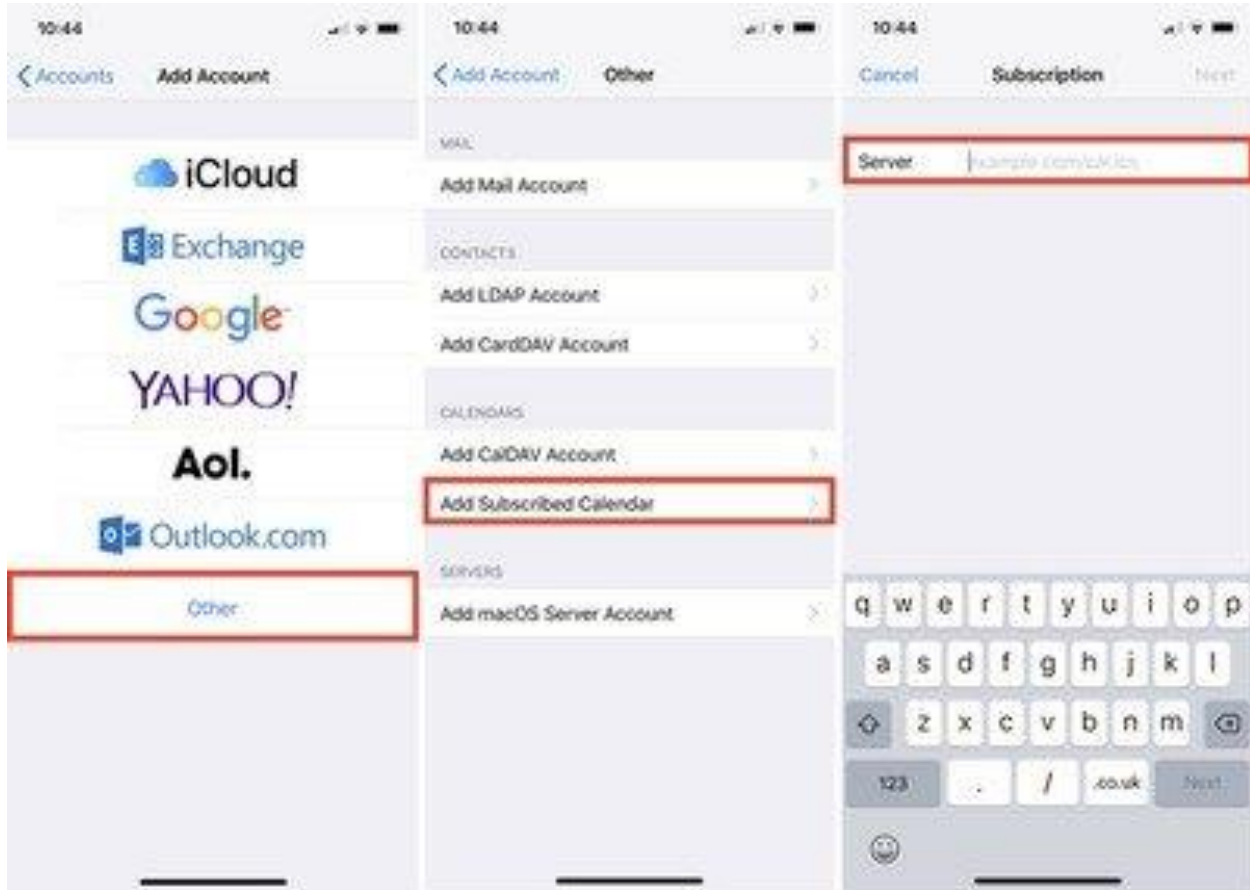 10:44
Accounts
Add Account
iCloud
Exchange
Google
YAHOO!
Aol.
Outlook.com
Other
10:44
Add Account
Other
MAIL
Add Mail Account
CONTACTS
Add LDAP Account
Add CardDAV Account
CALENDARS
Add CalDAV Account
Add Subscribed Calendar
SERVERS
Add macOS Server Account
10:44
Cancel
Subscription
Next
Server
q w e r t y u i o p
a s d f g h j k l
z x c v b n m
123 . / .co.uk Next